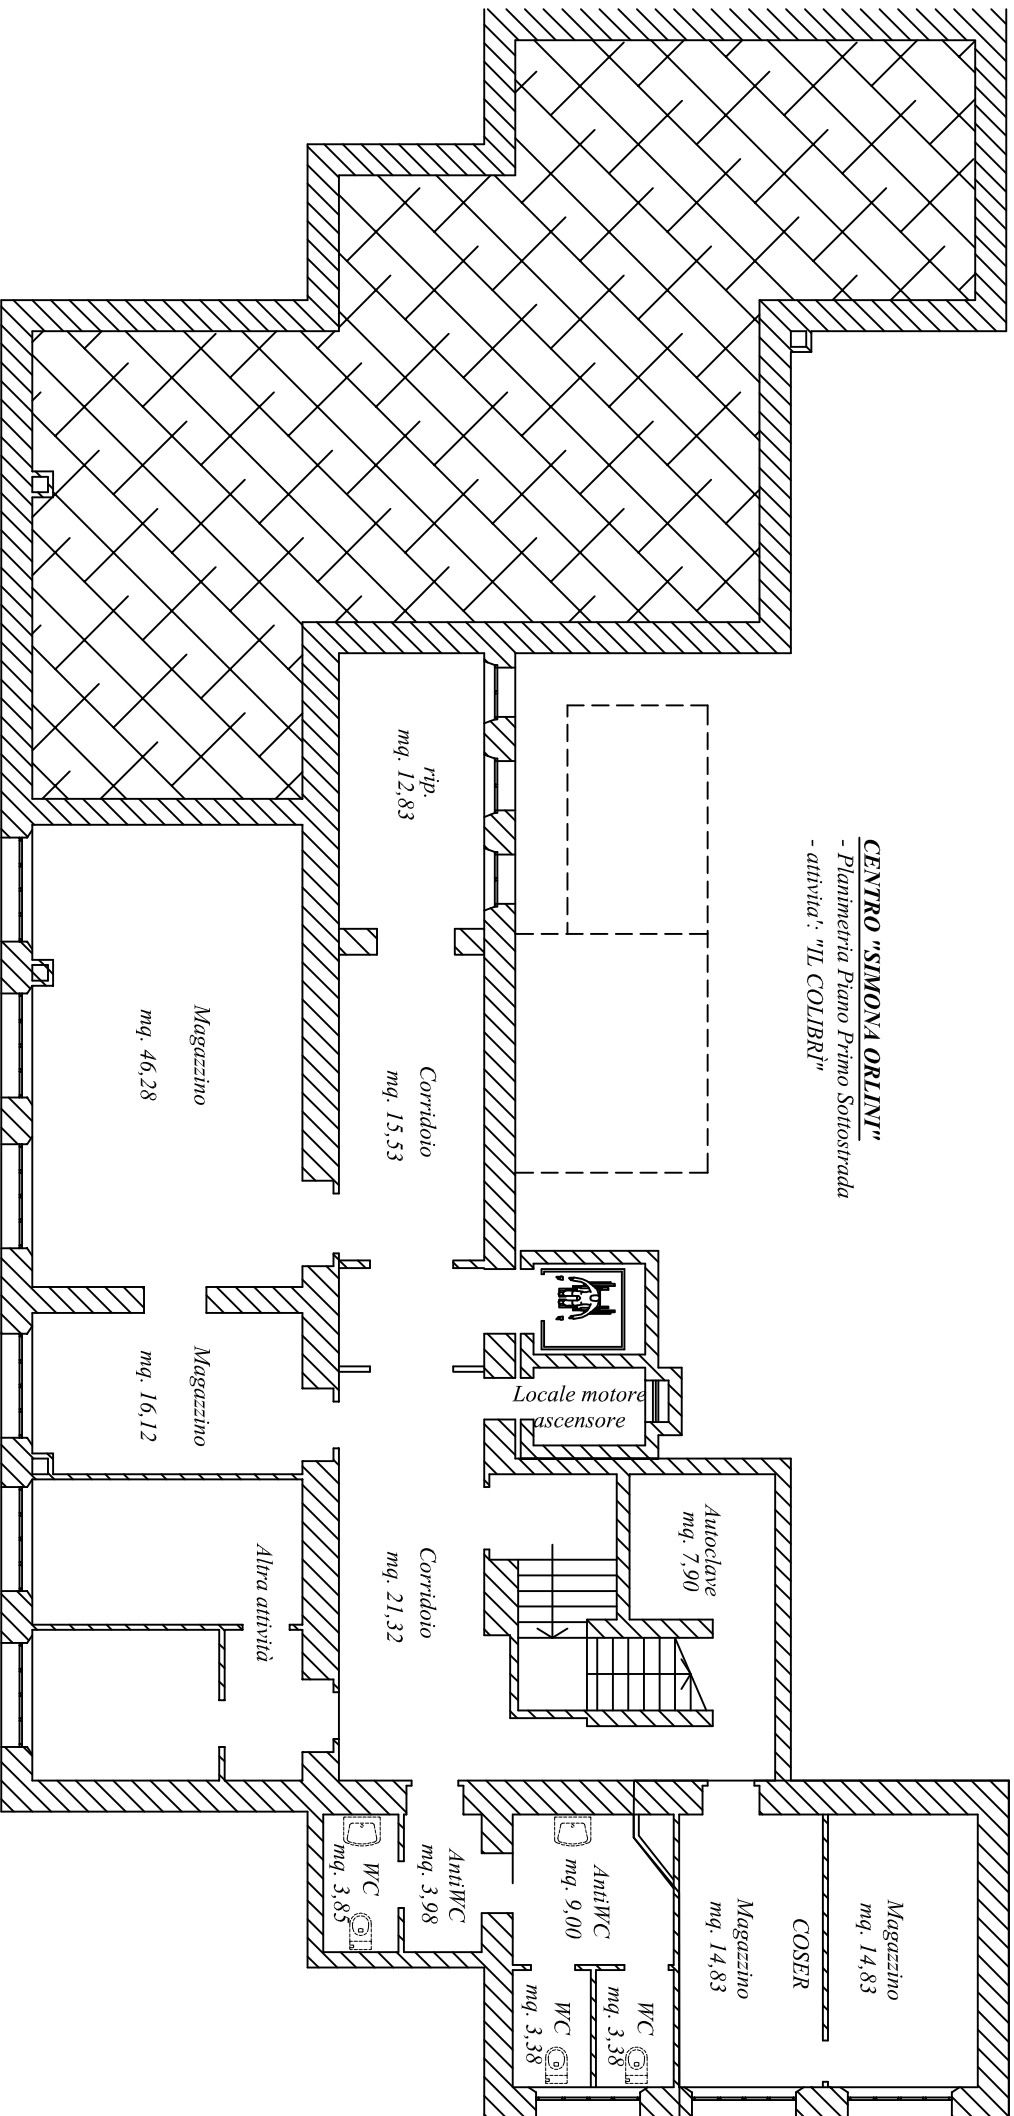 CENTRO "SIMONA ORLINI"
- Planimetria Piano Primo Sottostrada
- attivita': "IL COLIBRÌ"
rip.
mq. 12,83
Corridoio
mq. 15,53
Magazzino
mq. 46,28
Locale motore
ascensore
Magazzino
mq. 16,12
Autoclave
mq. 7,90
Corridoio
mq. 21,32
Altra attività
Magazzino
mq. 14,83
COSER
Magazzino
mq. 14,83
AntiWC
mq. 9,00
AntiWC
mq. 3,98
WC
mq. 3,85
WC
mq. 3,38
WC
mq. 3,38